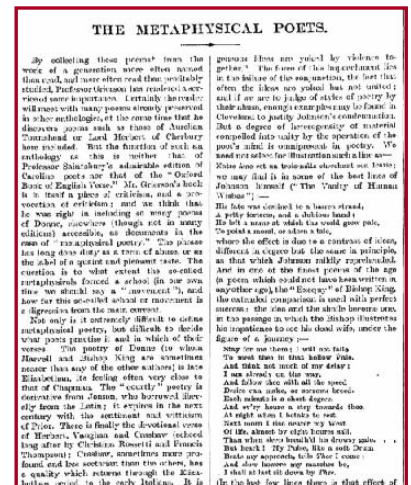 THE METAPHYSICAL POETS.
By collecting these poems from the
work of a generation more often named
than read, and more often read than profitably
studied, Professor Grierson has rendered a ser-
vice of some importance. Certainly the reader
will meet with many poems already preserved
in other anthologies, at the same time that he
discovers poems such as those of Aurelian
Townshend or Lord Herbert of Cherbury
here included. But the function of such an
anthology as this is neither that of
Professor Saintsbury's admirable edition of
Caroline poets nor that of the "Oxford
Book of English Verse." Mr. Grierson's book
is in itself a piece of criticism, and a pro-
vocation of criticism; and we think that
he was right in including so many poems
of Donne, elsewhere (though not in many
editions) accessible, as documents in the
case of "metaphysical poetry." The phrase
has long done duty as a term of abuse, or as
the label of a quaint and pleasant taste. The
question is to what extent the so-called
metaphysicals formed a school (in our own
time we should say a "movement"), and
how far this so-called school or movement is
a digression from the main current.
Not only is it extremely difficult to define
metaphysical poetry, but difficult to decide
what poets practise it and in which of their
verses. The poetry of Donne (to whom
Marvell and Bishop King are sometimes
nearer than any of the other authors) is late
Elizabethan, its feeling often very close to
that of Chapman. The "courtly" poetry is
derivative from Jonson, who borrowed liber-
ally from the Latin; it expires in the next
century with the sentiment and witticism
of Prior. There is finally the devotional verse
of Herbert, Vaughan, and Crashaw (echoed
long after by Christina Rossetti and Francis
Thompson); Crashaw, sometimes more pro-
found and less sectarian than the others, has
a quality which returns through the Eliza-
bethan period to the early Italians. It is
geneous ideas are yoked by violence to-
gether." The force of this impeachment lies
in the failure of the conjunction, the fact that
often the ideas are yoked but not united;
and if we are to judge of styles of poetry by
their abuse, enough examples may be found in
Cleveland to justify Johnson's condemnation.
But a degree of heterogeneity of material
compelled into unity by the operation of the
poet's mind is omnipresent in poetry. We
need not select for illustration such a line as—
Notre âme est un trois-mâts cherchant son Icarie;
we may find it in some of the best lines of
Johnson himself ("The Vanity of Human
Wishes"):—
His fate was destined to a barren strand,
A petty fortress, and a dubious hand;
He left a name at which the world grew pale,
To point a moral, or adorn a tale,
where the effect is due to a contrast of ideas,
different in degree but the same in principle,
as that which Johnson mildly reprehended.
And in one of the finest poems of the age
(a poem which could not have been written in
any other age), the "Exequy" of Bishop King,
the extended comparison is used with perfect
success: the idea and the simile become one,
in the passage in which the Bishop illustrates
his impatience to see his dead wife, under the
figure of a journey:—
Stay for me there; I will not faile
To meet thee in that hollow Vale.
And think not much of my delay;
I am already on the way,
And follow thee with all the speed
Desire can make, or sorrows breed.
Each minute is a short degree,
And ev'ry houre a step towards thee.
At night when I betake to rest,
Next morn I rise nearer my West
Of life, almost by eight houres sail,
Than when sleep breath'd his drowsy gale. . .
But heark! My Pulse, like a soft Drum
Beats my approach, tells Thee I come;
And slow howere my marches be,
I shall at last sit down by Thee.
(In the last few lines there is that effect of